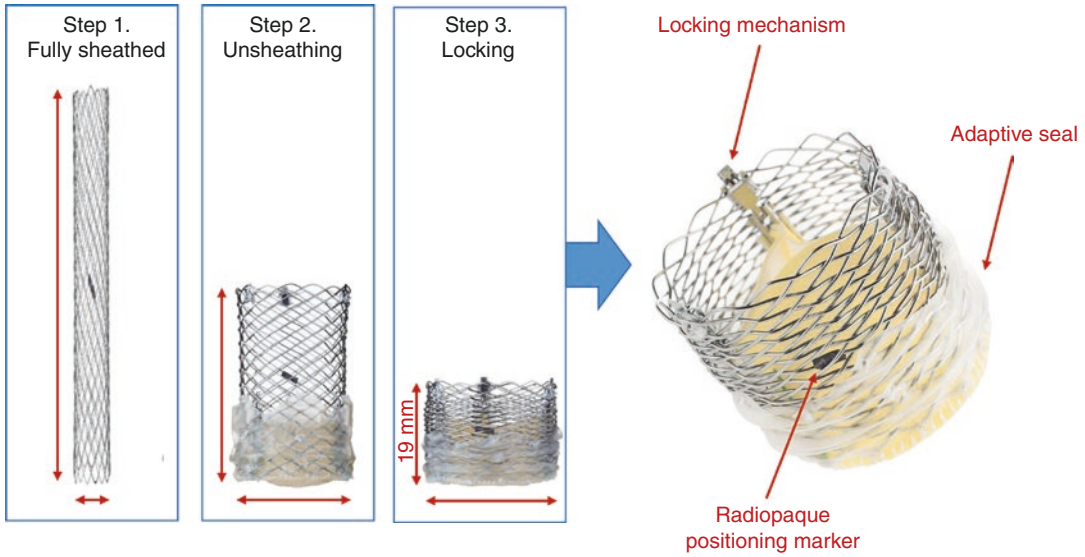 Step 1.
Fully sheathed
Step 2.
Unsheathing
Step 3.
Locking
19 mm
Locking mechanism
Adaptive seal
Radiopaque
positioning marker